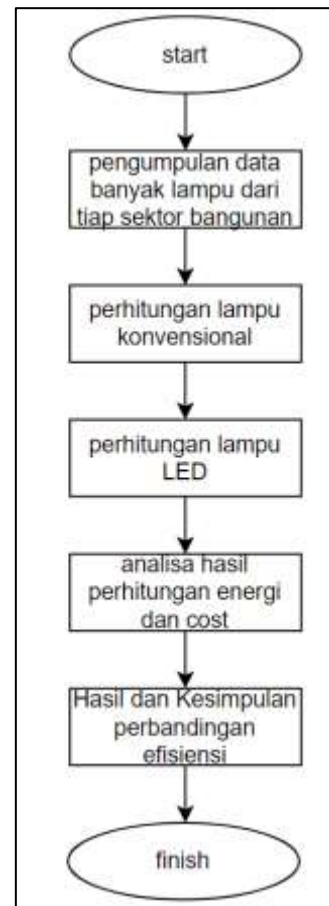 start
pengumpulan data
banyak lampu dari
tiap sektor bangunan
perhitungan lampu
konvensional
perhitungan lampu
LED
analisa hasil
perhitungan energi
dan cost
Hasil dan Kesimpulan
perbandingan
efisiensi
finish